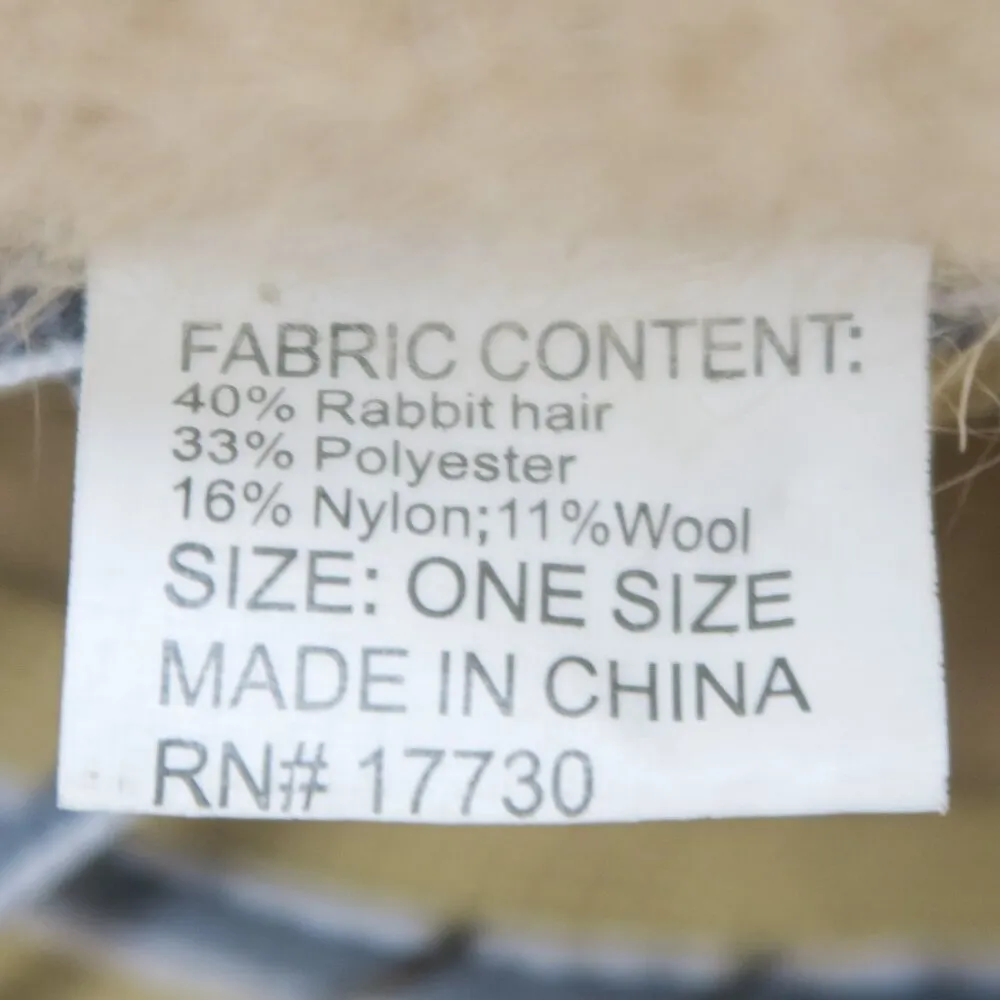 FABRIC CONTENT:
40% Rabbit hair
33% Polyester
16% Nylon;11%Wool
SIZE: ONE SIZE
MADE IN CHINA
RN# 17730